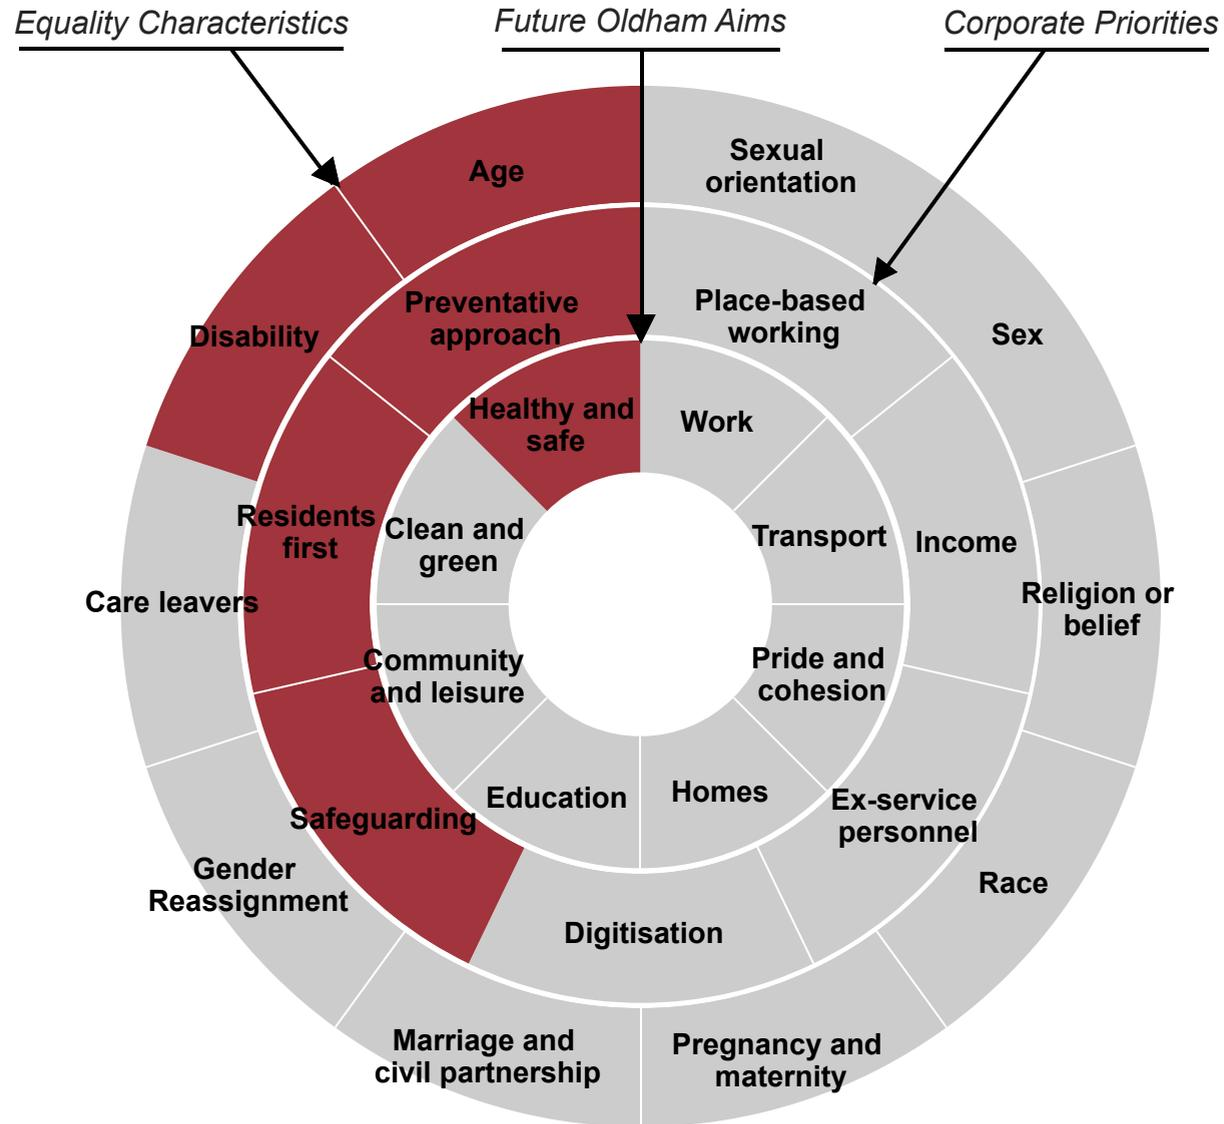 Equality Characteristics
Future Oldham Aims
Corporate Priorities
Age
Sexual
orientation
Disability
Preventative
approach
Place-based
working
Sex
Healthy and
safe
Work
Residents
first
Clean and
green
Transport
Income
Care leavers
Religion or
belief
Community
and leisure
Pride and
cohesion
Safeguarding
Education
Homes
Ex-service
personnel
Gender
Reassignment
Race
Digitisation
Marriage and
civil partnership
Pregnancy and
maternity